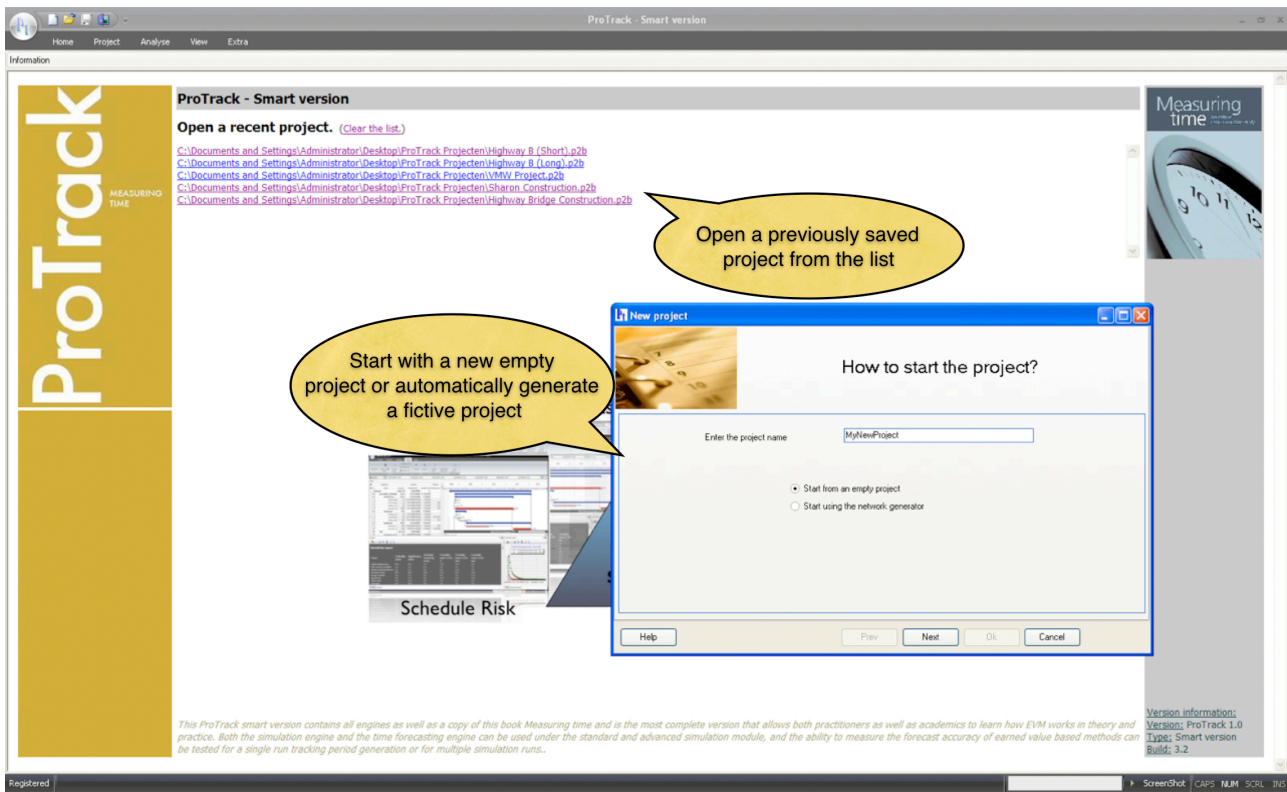 ProTrack - Smart version
Home Project Analyse View Extra
Information
ProTrack
MEASURING
TIME
ProTrack - Smart version
Open a recent project. (Clear the list.)
C:\Documents and Settings\Administrator\Desktop\ProTrack Projecten\Highway B (Short).p2b
C:\Documents and Settings\Administrator\Desktop\ProTrack Projecten\Highway B (Long).p2b
C:\Documents and Settings\Administrator\Desktop\ProTrack Projecten\VMW Project.p2b
C:\Documents and Settings\Administrator\Desktop\ProTrack Projecten\Sharon Construction.p2b
C:\Documents and Settings\Administrator\Desktop\ProTrack Projecten\Highway Bridge Construction.p2b
Measuring
time
9 10 11 12
Open a previously saved
project from the list
Start with a new empty
project or automatically generate
a fictive project
New project
7 8 9 10
How to start the project?
Enter the project name
MyNewProject
Start from an empty project
Start using the network generator
Help Prev Next Ok Cancel
Schedule Risk
This ProTrack smart version contains all engines as well as a copy of this book Measuring time and is the most complete version that allows both practitioners as well as academics to learn how EVM works in theory and
practice. Both the simulation engine and the time forecasting engine can be used under the standard and advanced simulation module, and the ability to measure the forecast accuracy of earned value based methods can
be tested for a single run tracking period generation or for multiple simulation runs..
Version information:
Version: ProTrack 1.0
Type: Smart version
Build: 3.2
Registered
ScreenShot CAPS NUM SCRL INS